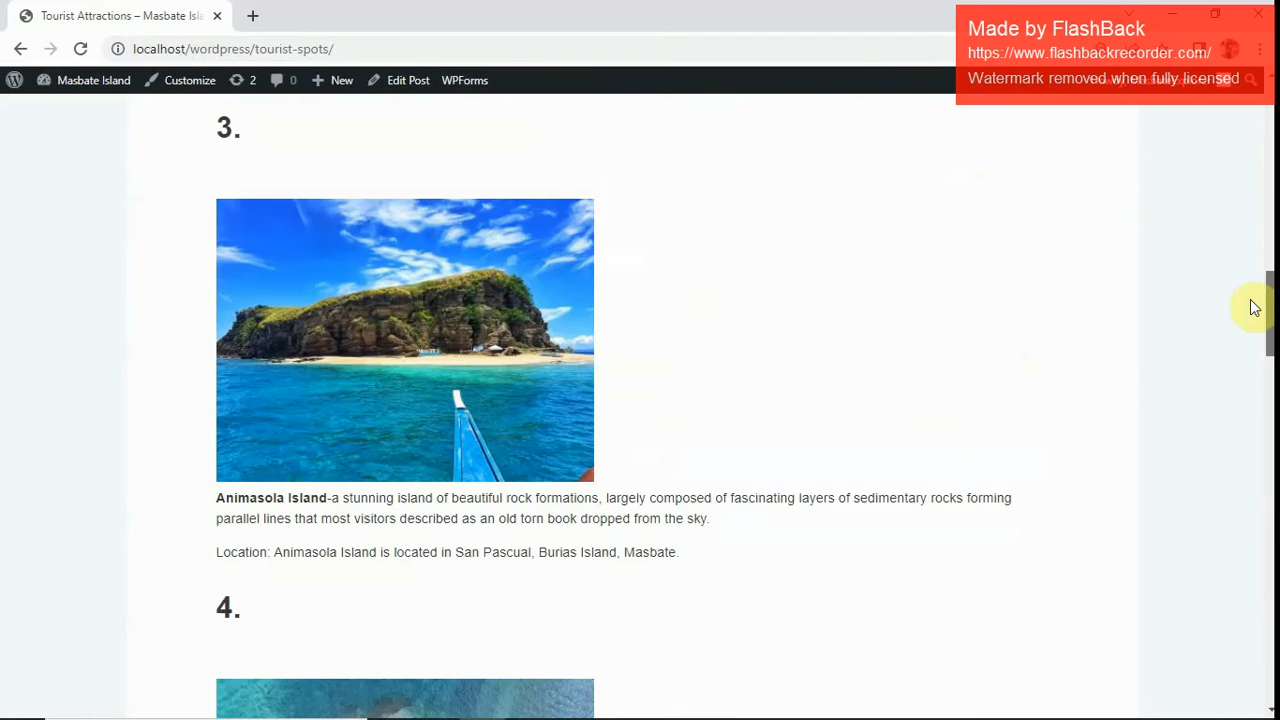 Tourist Attractions – Masbate Isla
Made by FlashBack
localhost/wordpress/tourist-spots/
https://www.flashbackrecorder.com/
Masbate Island Customize 2 0 New Edit Post WPForms
Watermark removed when fully licensed
3.
Animasola Island-a stunning island of beautiful rock formations, largely composed of fascinating layers of sedimentary rocks forming
parallel lines that most visitors described as an old torn book dropped from the sky.
Location: Animasola Island is located in San Pascual, Burias Island, Masbate.
4.